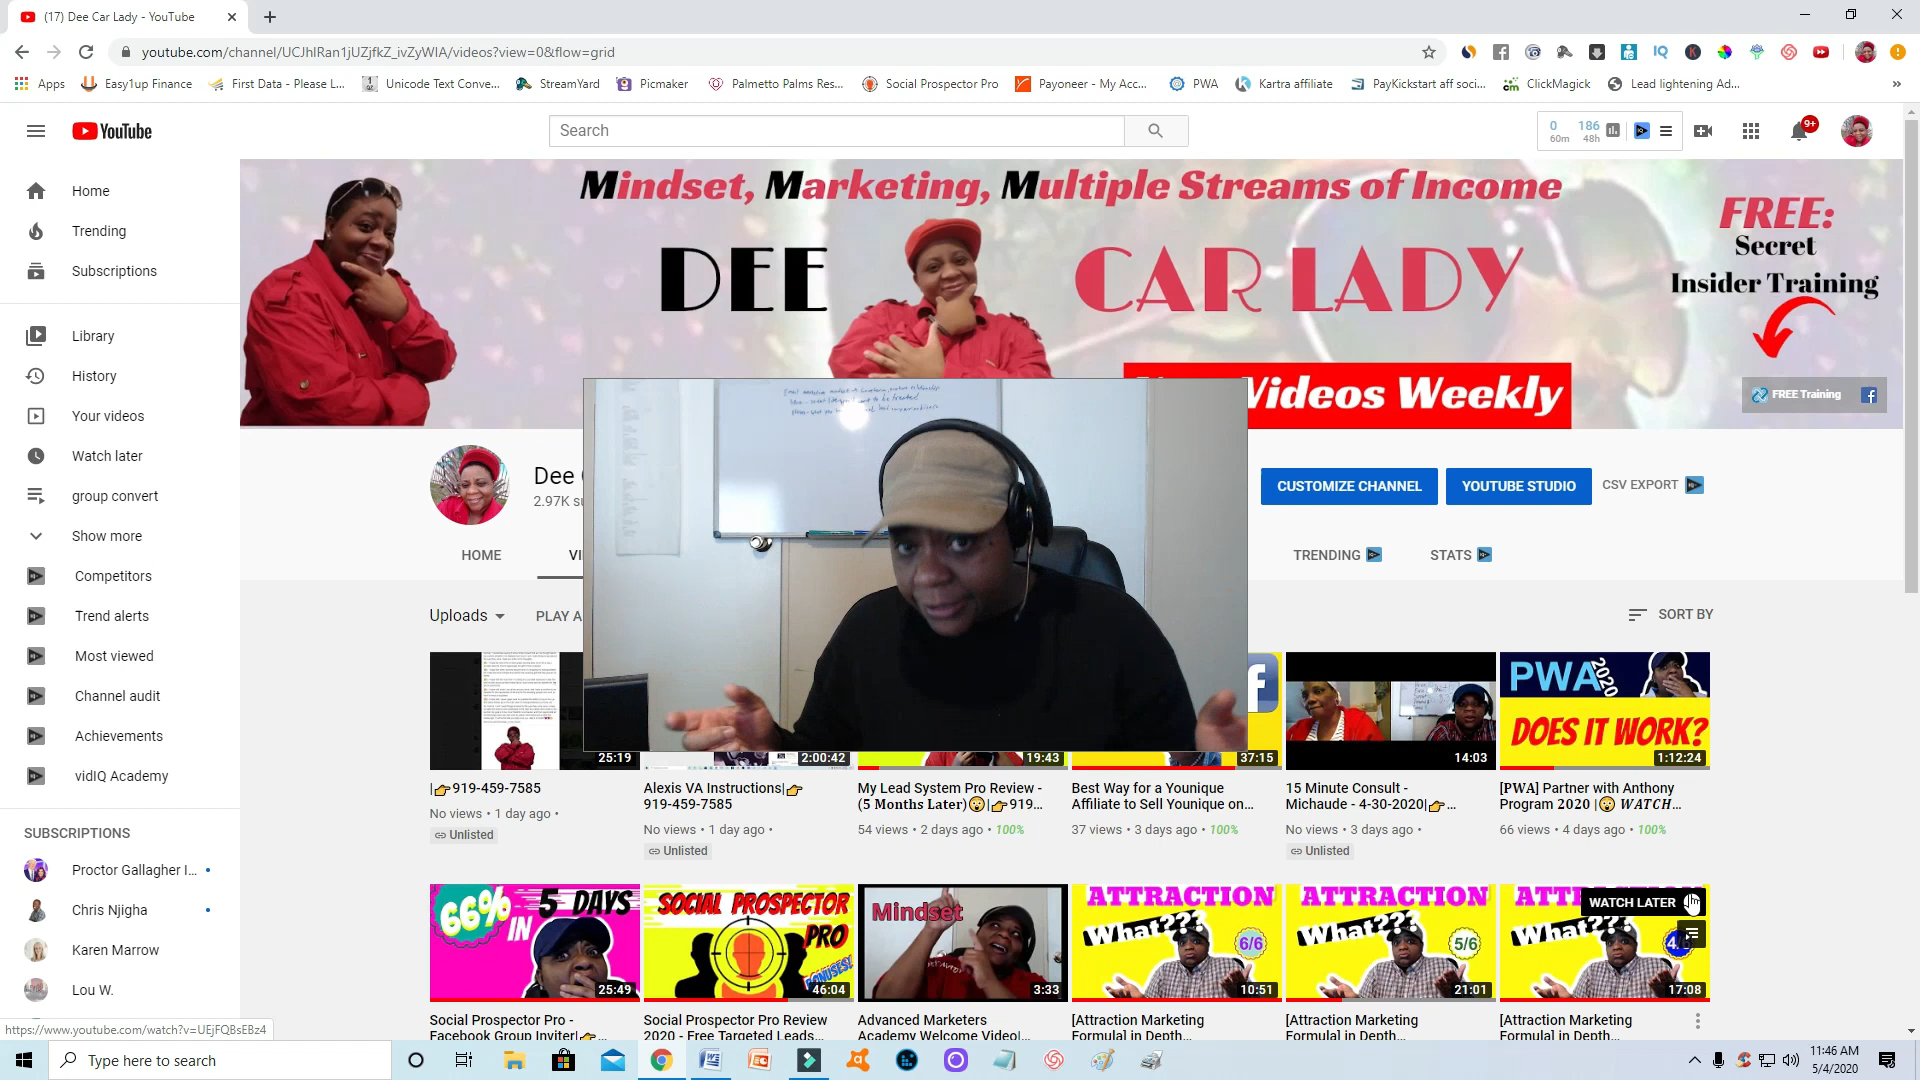 (17) Dee Car Lady - YouTube
youtube.com/channel/UCJhlRan1jUZjfkZ_ivZyWIA/videos?view=0&flow=grid
Apps
Easy1up Finance
First Data - Please L...
Unicode Text Conve...
StreamYard
Picmaker
Palmetto Palms Res...
Social Prospector Pro
Payoneer - My Acc...
PWA
Kartra affiliate
PayKickstart aff soci...
ClickMagick
Lead lightening Ad...
YouTube
Search
0 186
60m 48h
9+
Home
Trending
Subscriptions
Library
History
Your videos
Watch later
group convert
Show more
Competitors
Trend alerts
Most viewed
Channel audit
Achievements
vidIQ Academy
SUBSCRIPTIONS
Proctor Gallagher I...
Chris Njigha
Karen Marrow
Lou W.
Mindset, Marketing, Multiple Streams of Income
DEE CAR LADY
Videos Weekly
FREE:
Secret
Insider Training
FREE Training
Dee
2.97K
CUSTOMIZE CHANNEL
YOUTUBE STUDIO
CSV EXPORT
HOME
TRENDING
STATS
Uploads
PLAY A
SORT BY
25:19
2:00:42
19:43
37:15
14:03
PWA 2020
DOES IT WORK?
1:12:24
|👉919-459-7585
No views • 1 day ago •
Unlisted
Alexis VA Instructions|👉
919-459-7585
No views • 1 day ago •
Unlisted
My Lead System Pro Review -
(𝟓 𝐌𝐨𝐧𝐭𝐡𝐬 𝐋𝐚𝐭𝐞𝐫)😲|👉919...
54 views • 2 days ago • 100%
Best Way for a Younique
Affiliate to Sell Younique on...
37 views • 3 days ago • 100%
15 Minute Consult -
Michaude - 4-30-2020|👉...
No views • 3 days ago •
Unlisted
[𝐏𝐖𝐀] Partner with Anthony
Program 𝟐𝟎𝟐𝟎 |😲 𝑾𝑨𝑻𝑪𝑯...
66 views • 4 days ago • 100%
66% IN 5 DAYS
25:49
SOCIAL PROSPECTOR
PRO
BONUSES!
46:04
Mindset
3:33
ATTRACTION
What???
6/6
10:51
ATTRACTION
What???
5/6
21:01
What???
WATCH LATER
17:08
Social Prospector Pro -
Facebook Group Inviter|👉
Social Prospector Pro Review
2020 - Free Targeted Leads
Advanced Marketers
Academy Welcome Video|
[Attraction Marketing
Formula] in Depth
[Attraction Marketing
Formula] in Depth
[Attraction Marketing
Formula] in Depth
https://www.youtube.com/watch?v=UEjFQBsEBz4
Type here to search
11:46 AM
5/4/2020